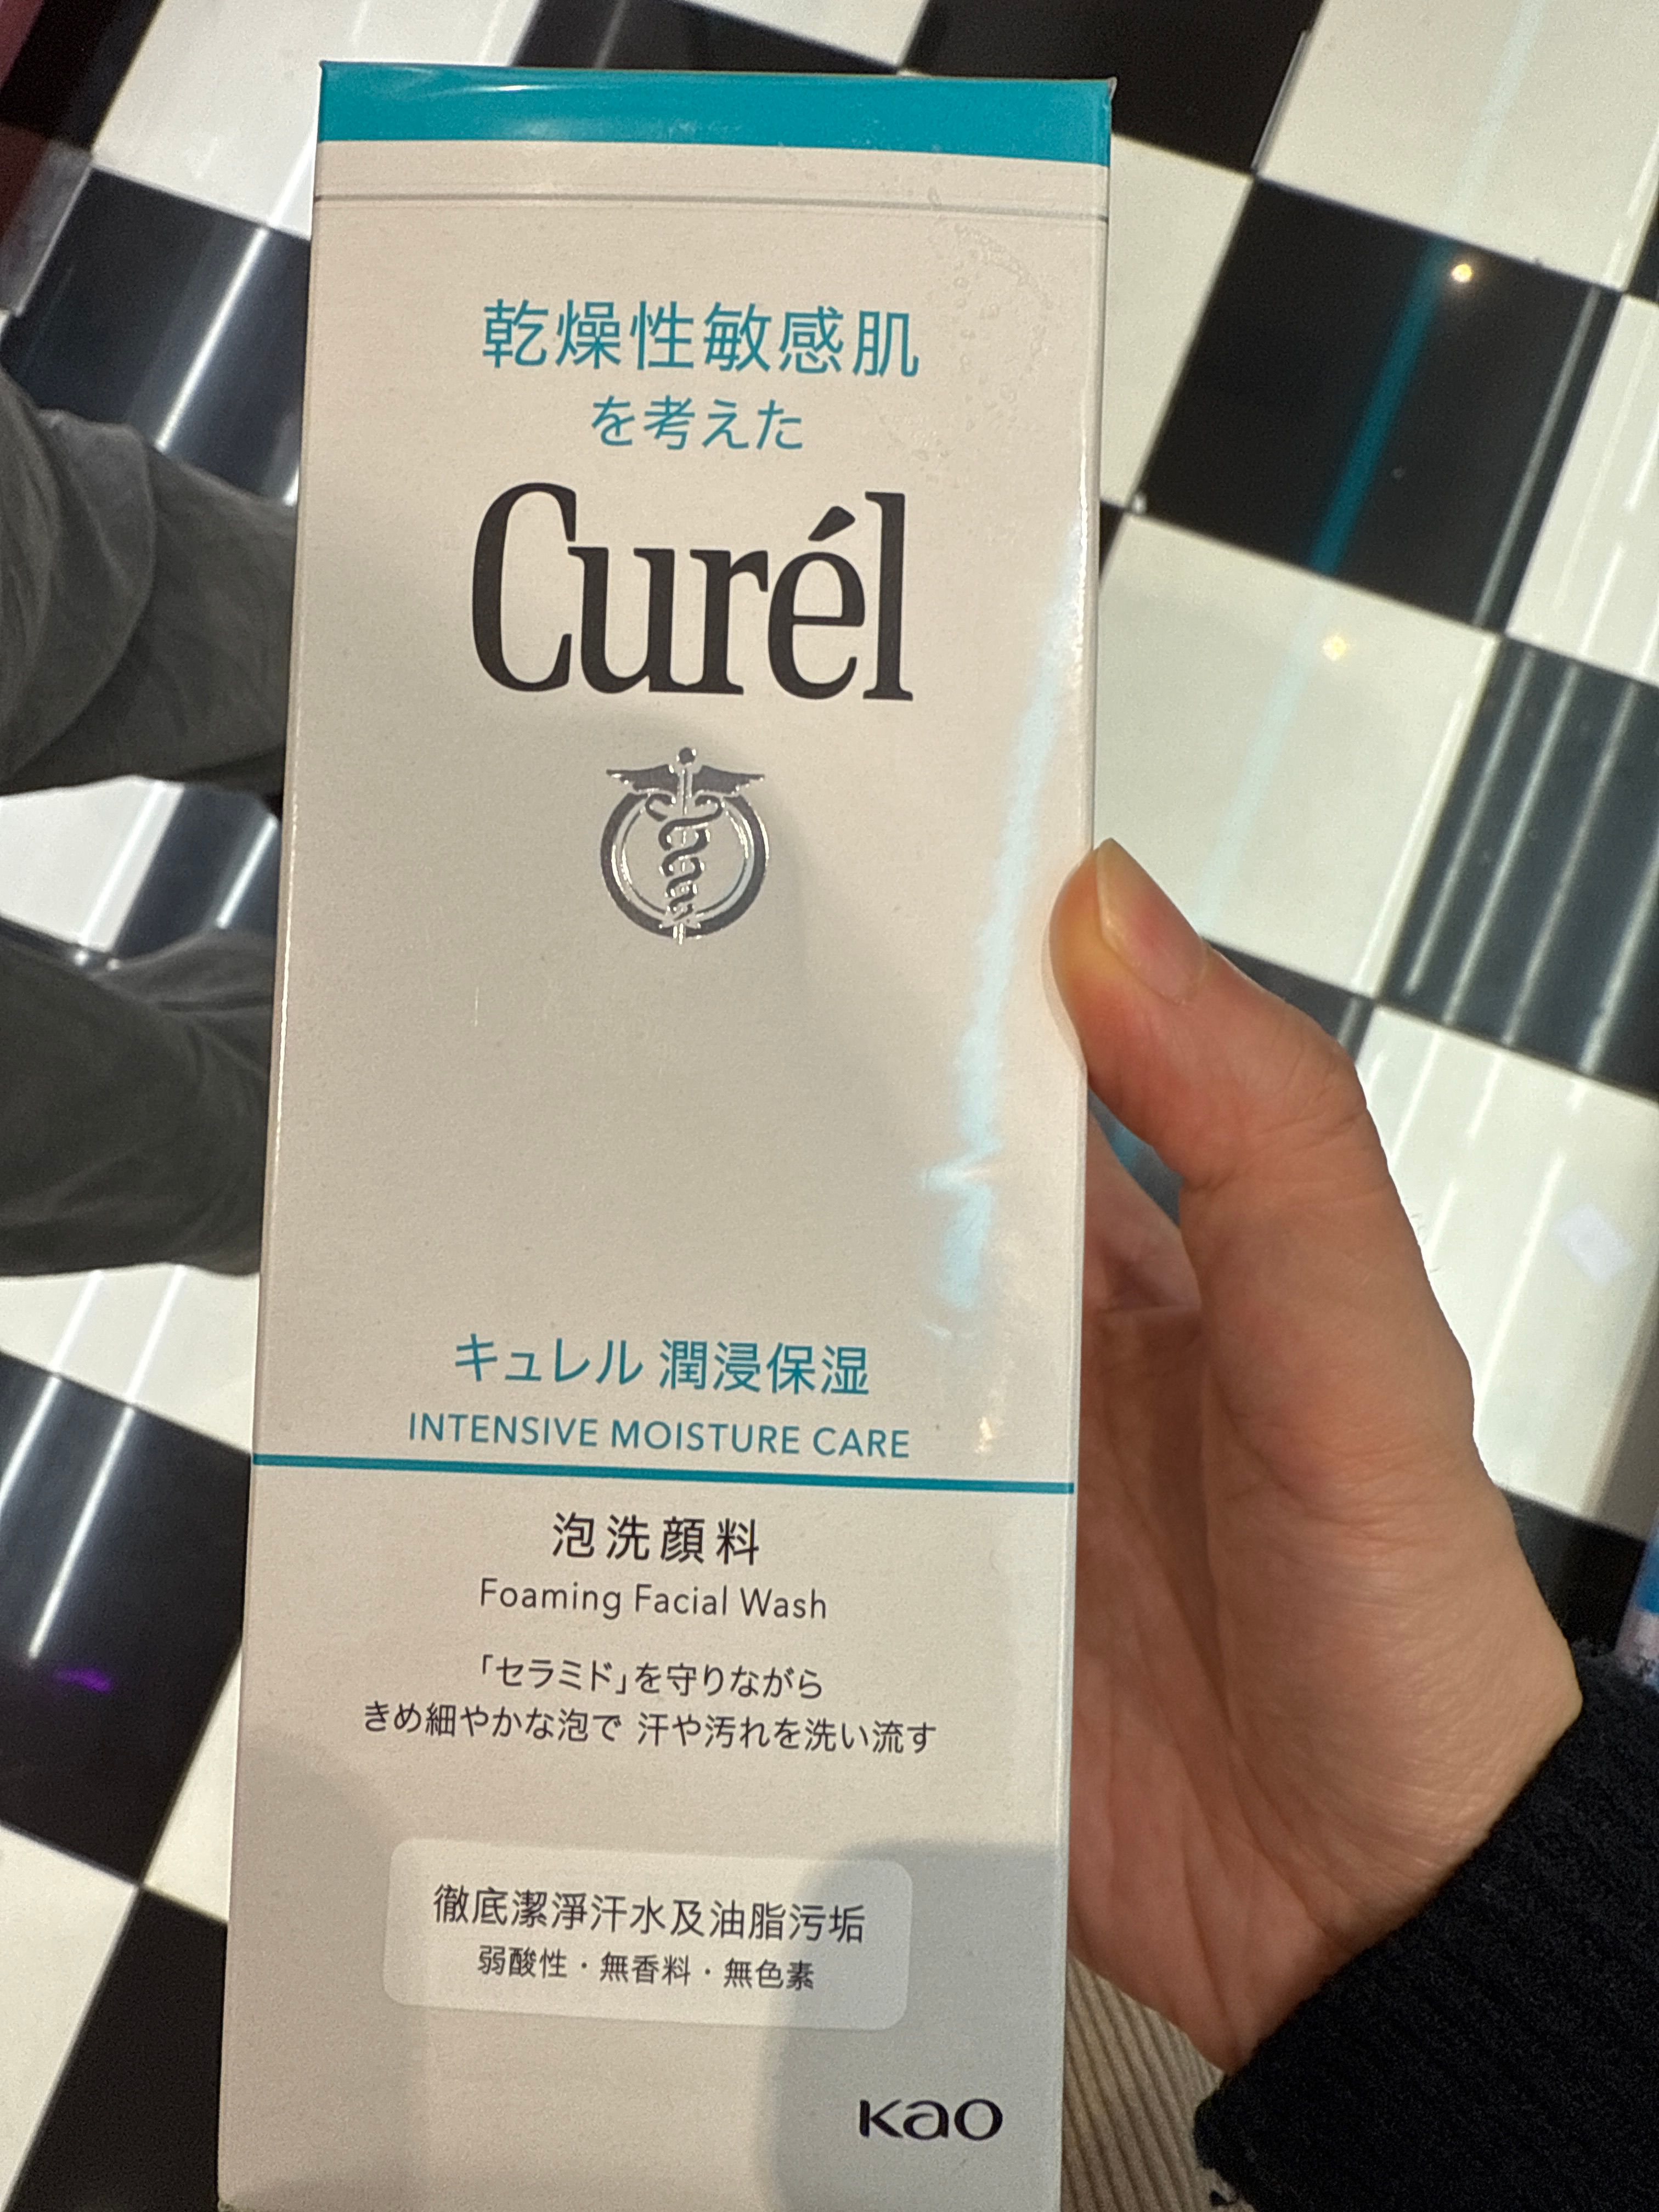 乾燥性敏感肌
を考えた
Curél
キュレル 潤浸保湿
INTENSIVE MOISTURE CARE
泡洗顔料
Foaming Facial Wash
「セラミド」を守りながら
きめ細やかな泡で 汗や汚れを洗い流す
徹底潔淨汗水及油脂污垢
弱酸性・無香料・無色素
Kao